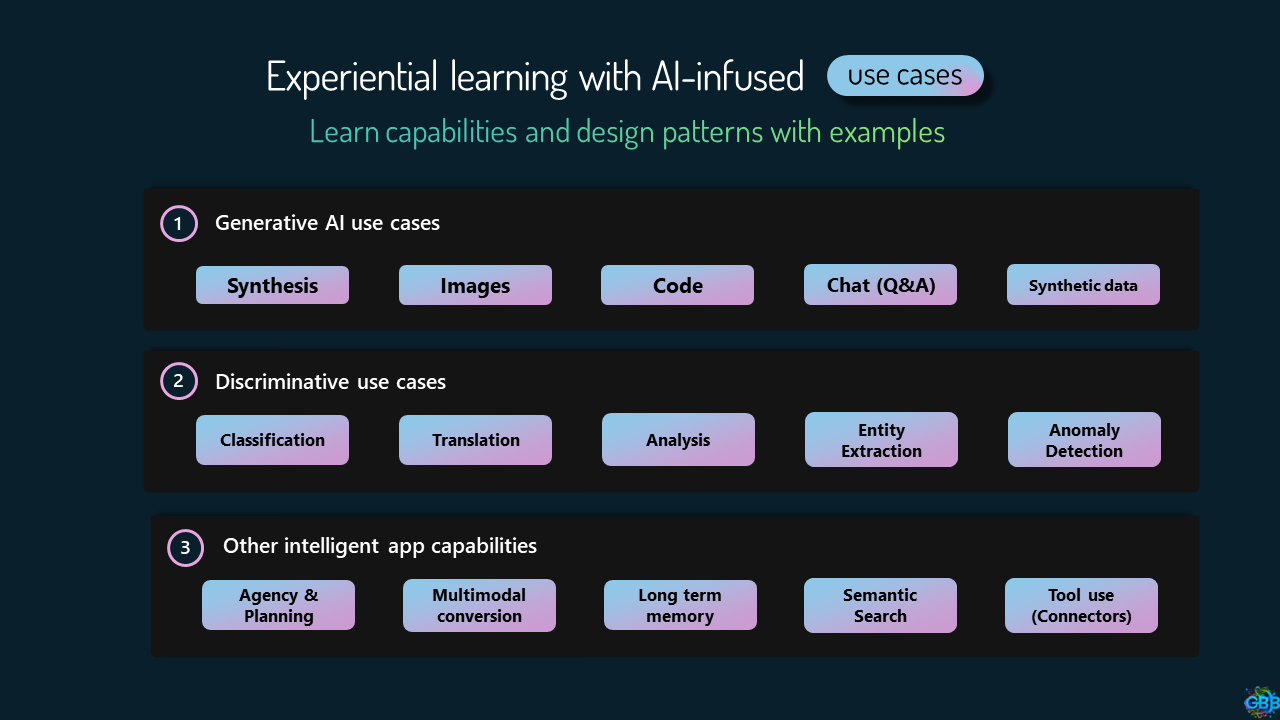 Experiential learning with AI-infused use cases
Learn capabilities and design patterns with examples
1 Generative AI use cases
Synthesis Images Code Chat (Q&A) Synthetic data
2 Discriminative use cases
Classification Translation Analysis Entity Extraction Anomaly Detection
3 Other intelligent app capabilities
Agency & Planning Multimodal conversion Long term memory Semantic Search Tool use (Connectors)
GBB